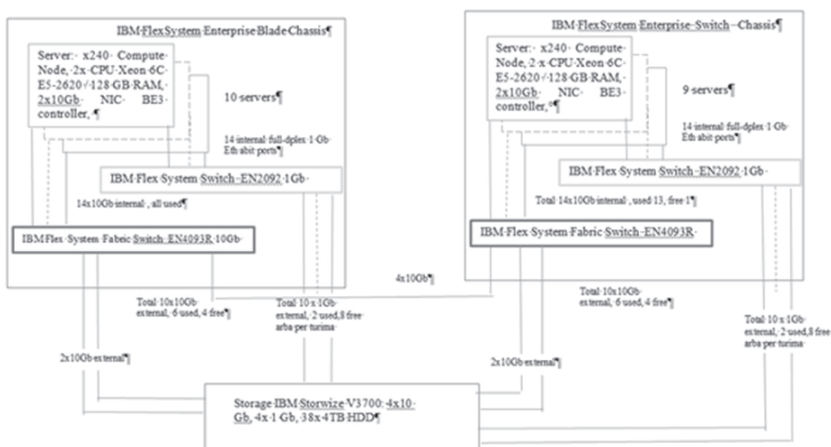 IBM FlexSystem Enterprise Blade Chassis¶
Server: x240 Compute
Node, 2x CPU Xeon 6C
E5-2620 / 128 GB RAM,
2x10Gb NIC BE3
controller, ¶
10 servers¶
14 internal full-dplex 1 Gb
Eth abit ports¶
IBM Flex System Switch EN2092 1Gb
14x10Gb internal , all used¶
IBM Flex System Fabric Switch EN4093R 10Gb
IBM FlexSystem Enterprise Switch Chassis¶
Server: x240 Compute
Node, 2 x CPU Xeon 6C
E5-2620 / 128 GB RAM,
2x10Gb NIC BE3
controller, ¶
9 servers¶
14 internal full-dplex 1 Gb
Eth abit ports¶
IBM Flex System Switch EN2092 1Gb
Total 14x10Gb internal , used 13, free 1¶
IBM Flex System Fabric Switch EN4093R
4x10Gb¶
Total 10x10Gb
external, 6 used, 4 free¶
Total 10 x 1Gb
external, 2 used,8 free
arba per turima
Total 10x10Gb
external, 6 used, 4 free¶
Total 10 x 1Gb
external, 2 used,8 free
arba per turima
2x10Gb external¶
2x10Gb external¶
Storage IBM Storwize V3700: 4x10
Gb, 4x 1 Gb, 38x4TB HDD¶